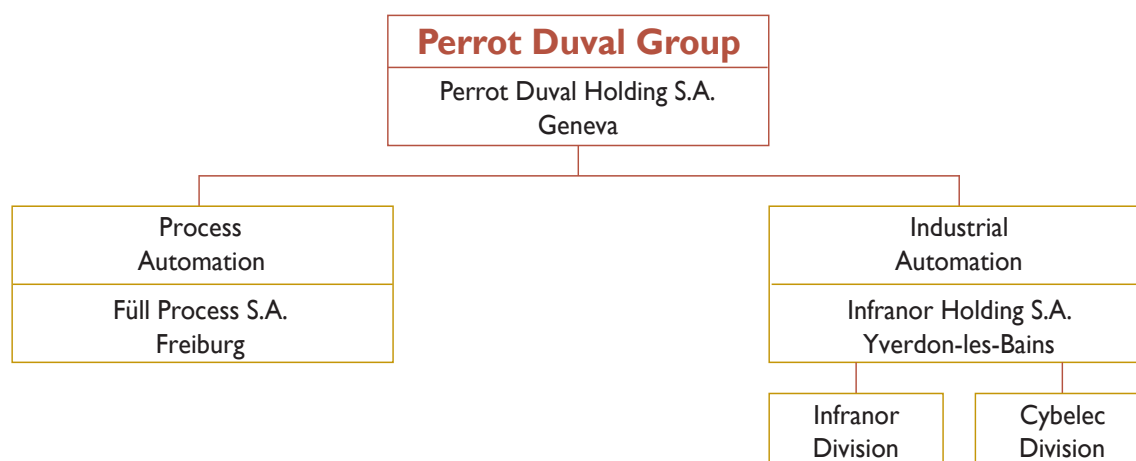 Perrot Duval Group
Perrot Duval Holding S.A.
Geneva
Process
Automation
Füll Process S.A.
Freiburg
Industrial
Automation
Infranor Holding S.A.
Yverdon-les-Bains
Infranor
Division
Cybelec
Division